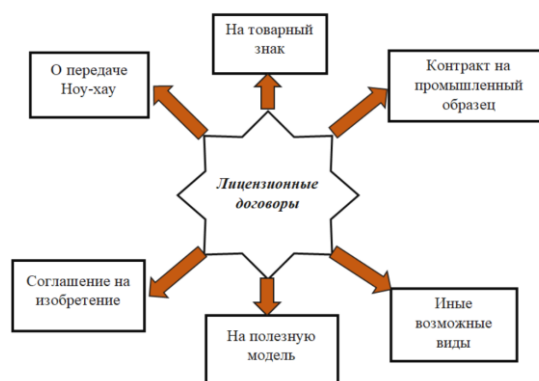 На товарный
знак
О передаче
Ноу-хау
Контракт на
промышленный
образец
Лицензионные
договоры
Соглашение на
изобретение
На полезную
модель
Иные
возможные
виды